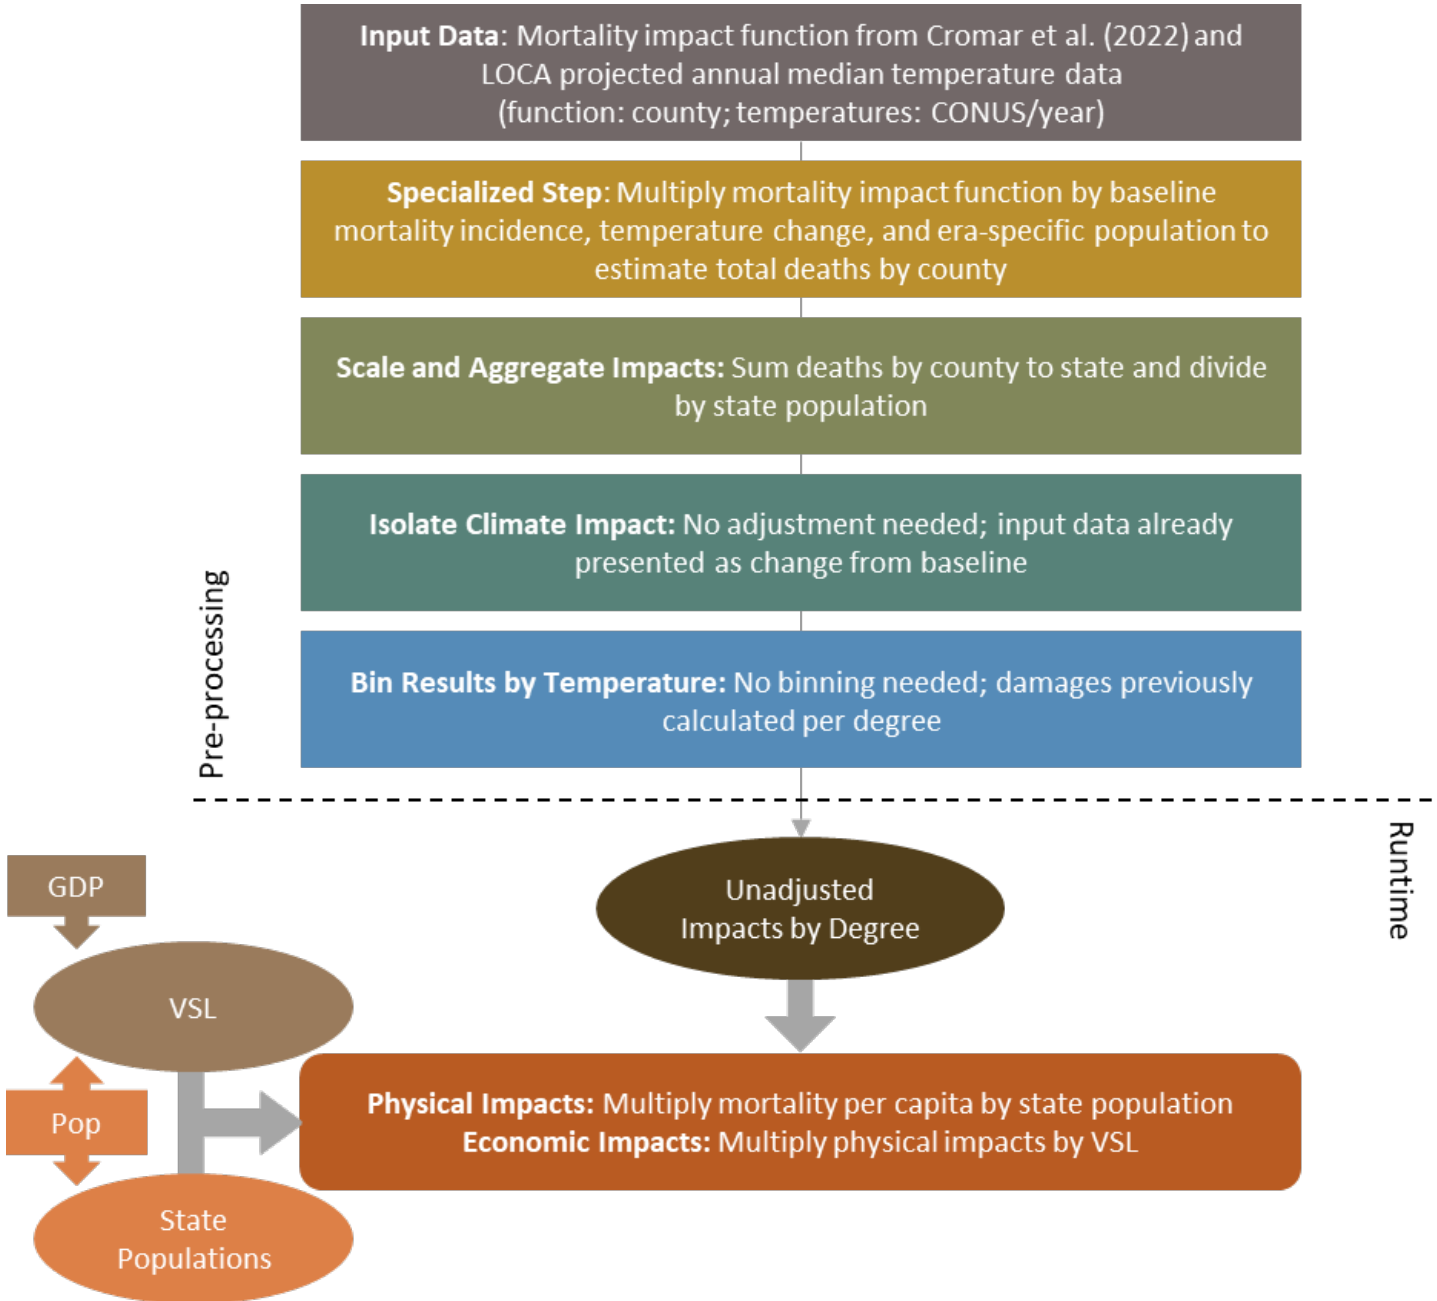 Input Data: Mortality impact function from Cromar et al. (2022) and
LOCA projected annual median temperature data
(function: county; temperatures: CONUS/year)
Specialized Step: Multiply mortality impact function by baseline
mortality incidence, temperature change, and era-specific population to
estimate total deaths by county
Scale and Aggregate Impacts: Sum deaths by county to state and divide
by state population
Isolate Climate Impact: No adjustment needed; input data already
presented as change from baseline
Bin Results by Temperature: No binning needed; damages previously
calculated per degree
Pre-processing
Runtime
Unadjusted
Impacts by Degree
GDP
VSL
Pop
State
Populations
Physical Impacts: Multiply mortality per capita by state population
Economic Impacts: Multiply physical impacts by VSL